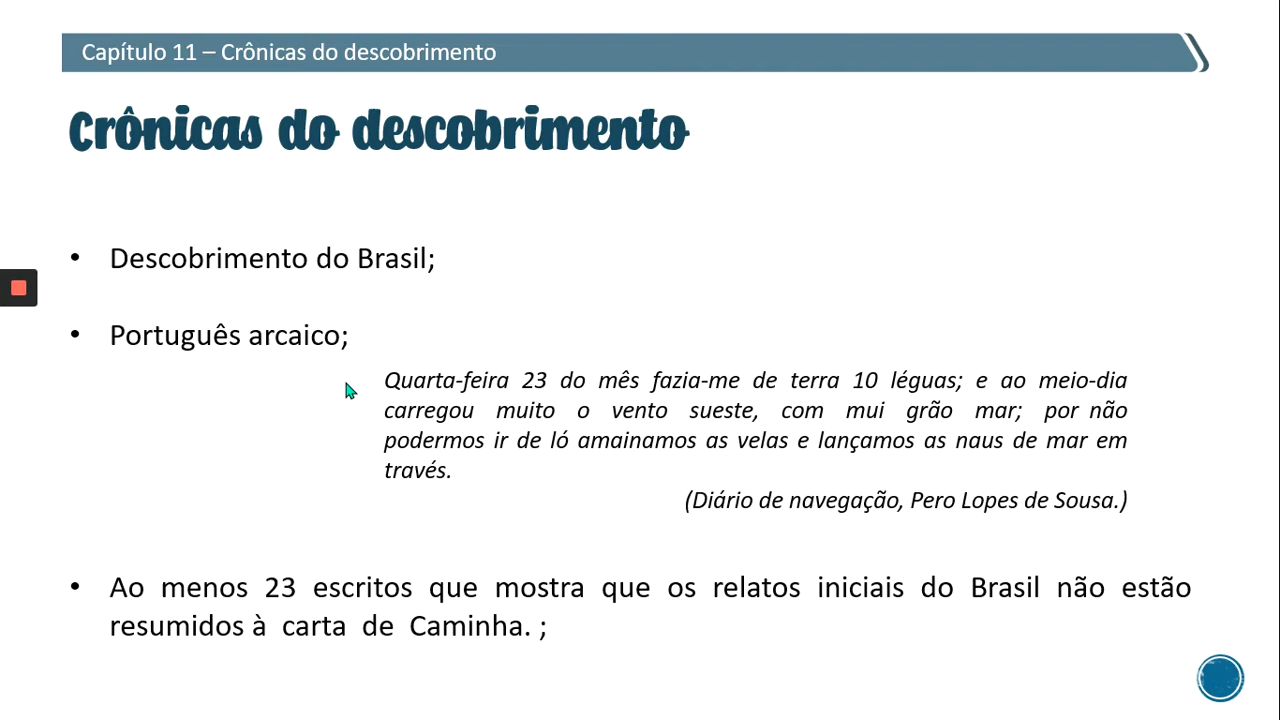 Capítulo 11 – Crônicas do descobrimento
Crônicas do descobrimento
• Descobrimento do Brasil;
• Português arcaico;
Quarta-feira 23 do mês fazia-me de terra 10 léguas; e ao meio-dia
carregou muito o vento sueste, com mui grão mar; por não
podermos ir de ló amainamos as velas e lançamos as naus de mar em
través.
(Diário de navegação, Pero Lopes de Sousa.)
• Ao menos 23 escritos que mostra que os relatos iniciais do Brasil não estão
resumidos à carta de Caminha. ;